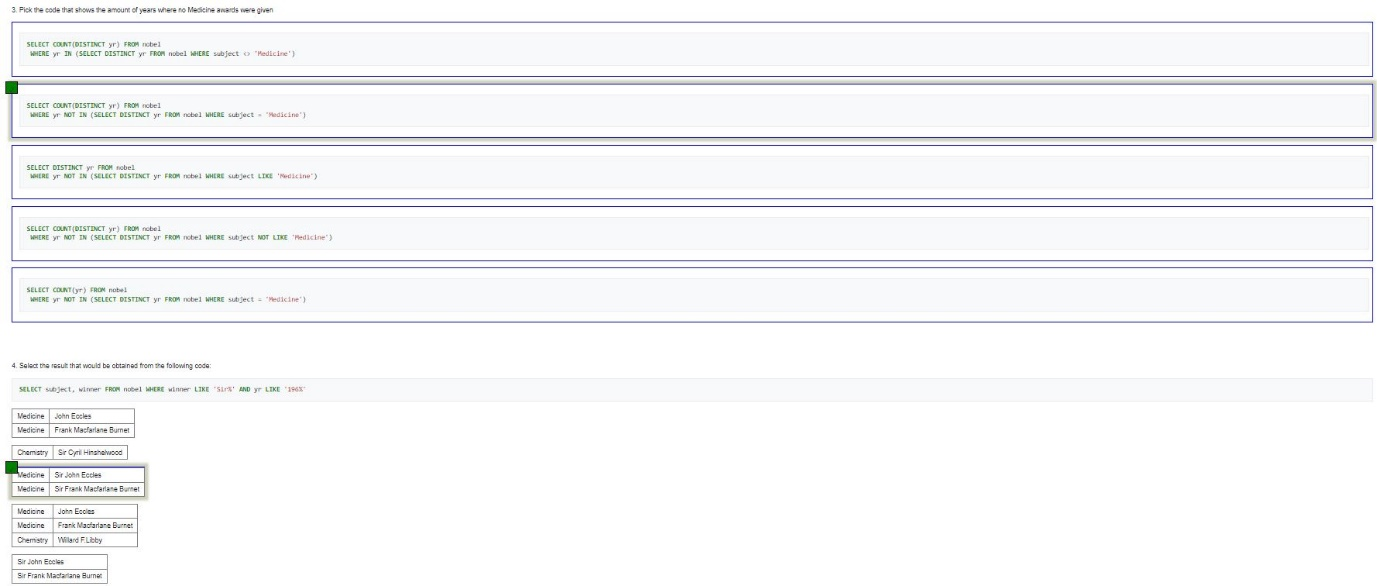 3. Pick the code that shows the amount of years where no Medicine awards were given
SELECT COUNT(DISTINCT yr) FROM nobel
WHERE yr IN (SELECT DISTINCT yr FROM nobel WHERE subject <> 'Medicine')
SELECT COUNT(DISTINCT yr) FROM nobel
WHERE yr NOT IN (SELECT DISTINCT yr FROM nobel WHERE subject = 'Medicine')
SELECT DISTINCT yr FROM nobel
WHERE yr NOT IN (SELECT DISTINCT yr FROM nobel WHERE subject LIKE 'Medicine')
SELECT COUNT(DISTINCT yr) FROM nobel
WHERE yr NOT IN (SELECT DISTINCT yr FROM nobel WHERE subject NOT LIKE 'Medicine')
SELECT COUNT(yr) FROM nobel
WHERE yr NOT IN (SELECT DISTINCT yr FROM nobel WHERE subject = 'Medicine')
4. Select the result that would be obtained from the following code:
SELECT subject, winner FROM nobel WHERE winner LIKE 'Sir%' AND yr LIKE '196%'
Medicine John Eccles
Medicine Frank Macfarlane Burnet
Chemistry Sir Cyril Hinshelwood
Medicine Sir John Eccles
Medicine Sir Frank Macfarlane Burnet
Medicine John Eccles
Medicine Frank Macfarlane Burnet
Chemistry Willard F.Libby
Sir John Eccles
Sir Frank Macfarlane Burnet